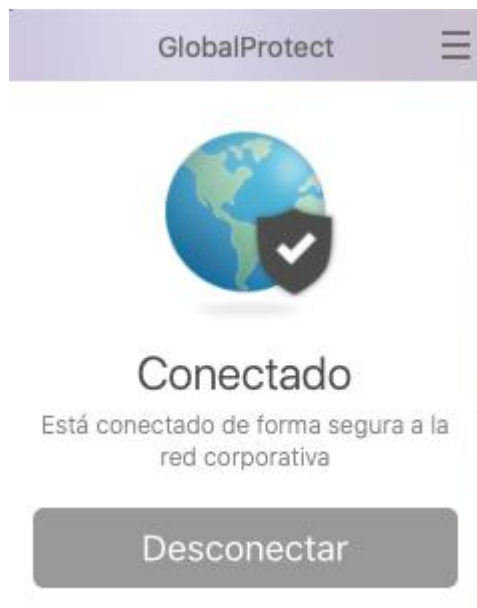 GlobalProtect
Conectado
Está conectado de forma segura a la
red corporativa
Desconectar